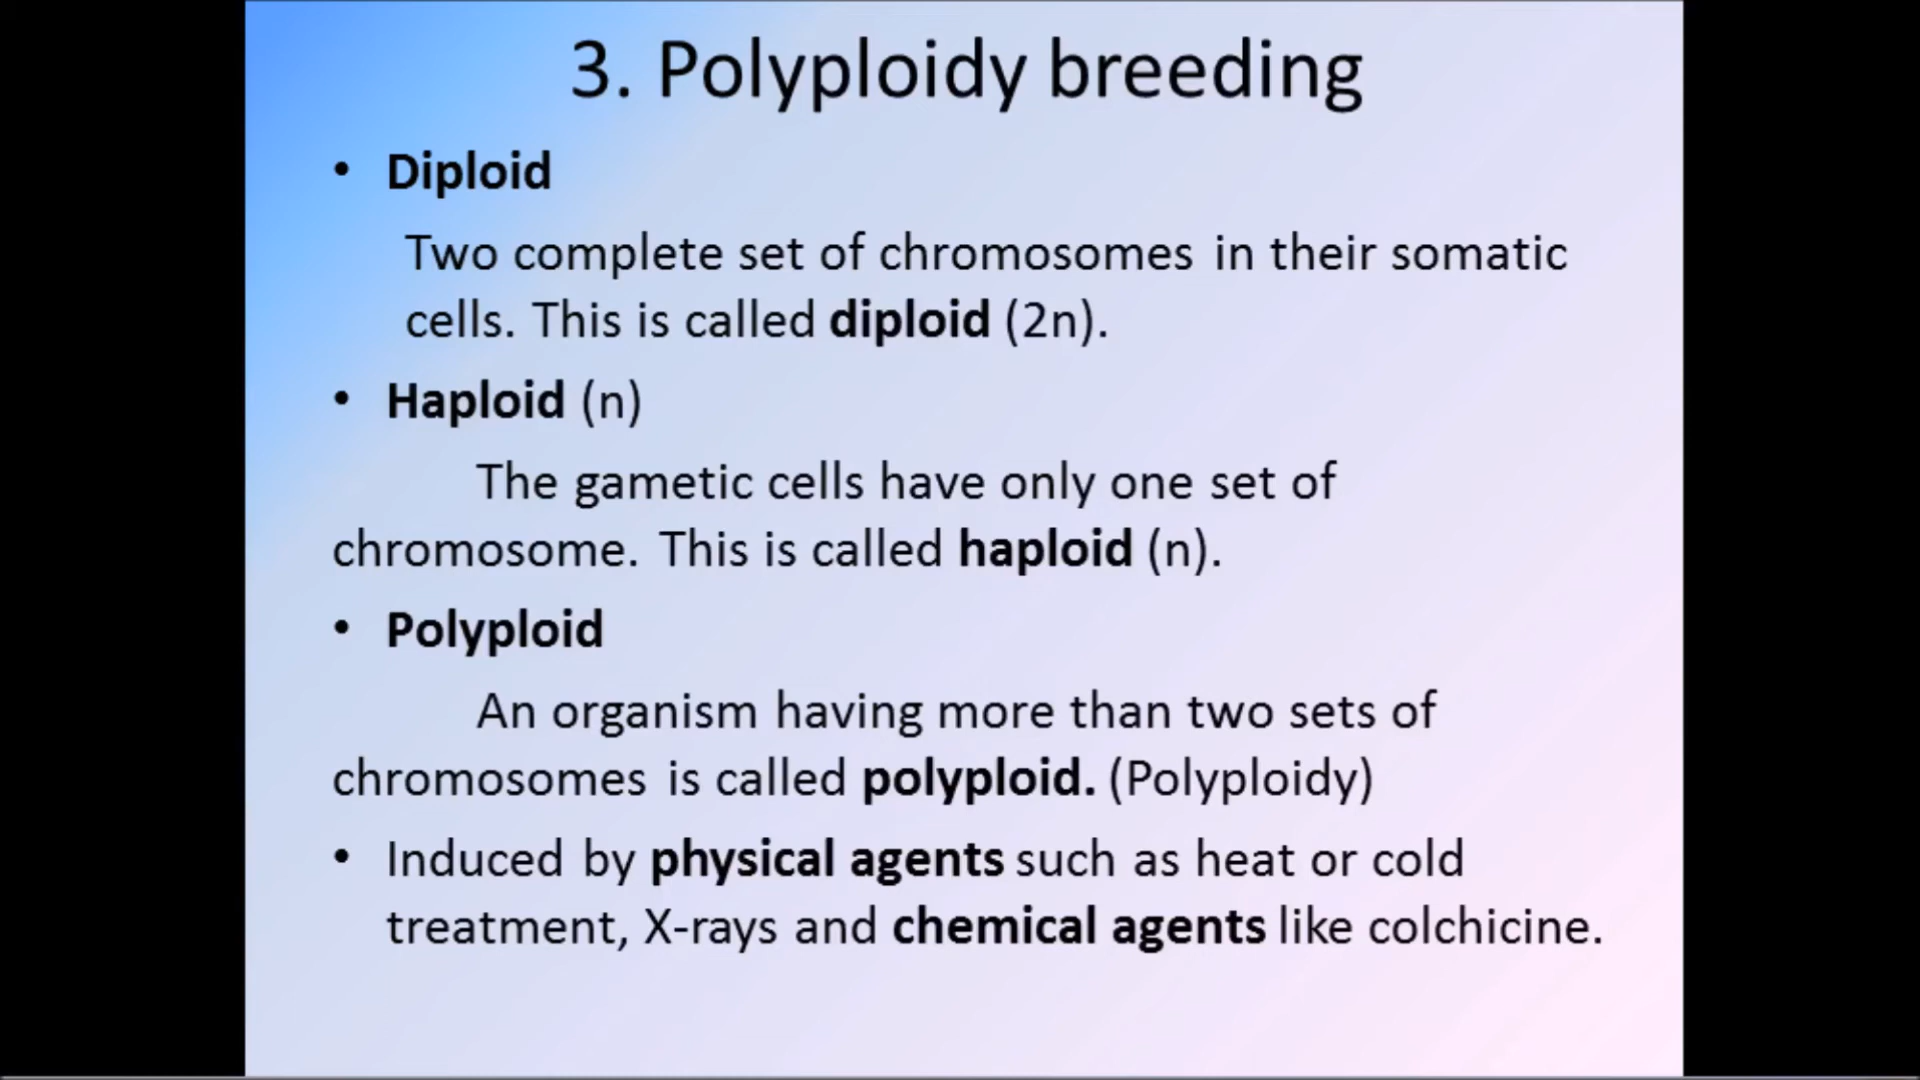 3. Polyploidy breeding
• Diploid
Two complete set of chromosomes in their somatic
cells. This is called diploid (2n).
• Haploid (n)
The gametic cells have only one set of
chromosome. This is called haploid (n).
• Polyploid
An organism having more than two sets of
chromosomes is called polyploid. (Polyploidy)
• Induced by physical agents such as heat or cold
treatment, X-rays and chemical agents like colchicine.